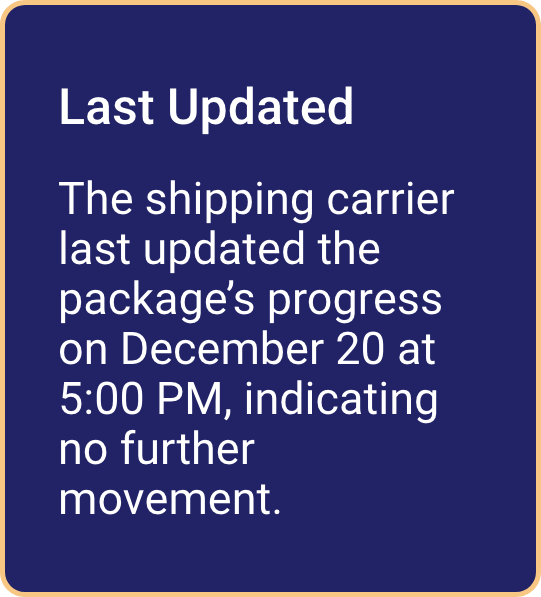 Last Updated
The shipping carrier
last updated the
package’s progress
on December 20 at
5:00 PM, indicating
no further
movement.